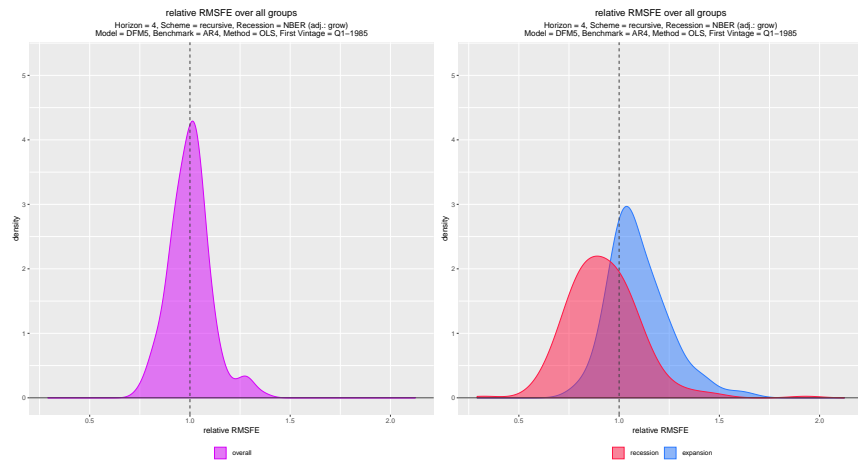 relative RMSFE over all groups
Horizon = 4, Scheme = recursive, Recession = NBER (adj.: grow)
Model = DFM5, Benchmark = AR4, Method = OLS, First Vintage = Q1−1985
5
4
3
2
1
0
density
0.5
1.0
1.5
2.0
relative RMSFE
overall
relative RMSFE over all groups
Horizon = 4, Scheme = recursive, Recession = NBER (adj.: grow)
Model = DFM5, Benchmark = AR4, Method = OLS, First Vintage = Q1−1985
5
4
3
2
1
0
density
0.5
1.0
1.5
2.0
relative RMSFE
recession
expansion